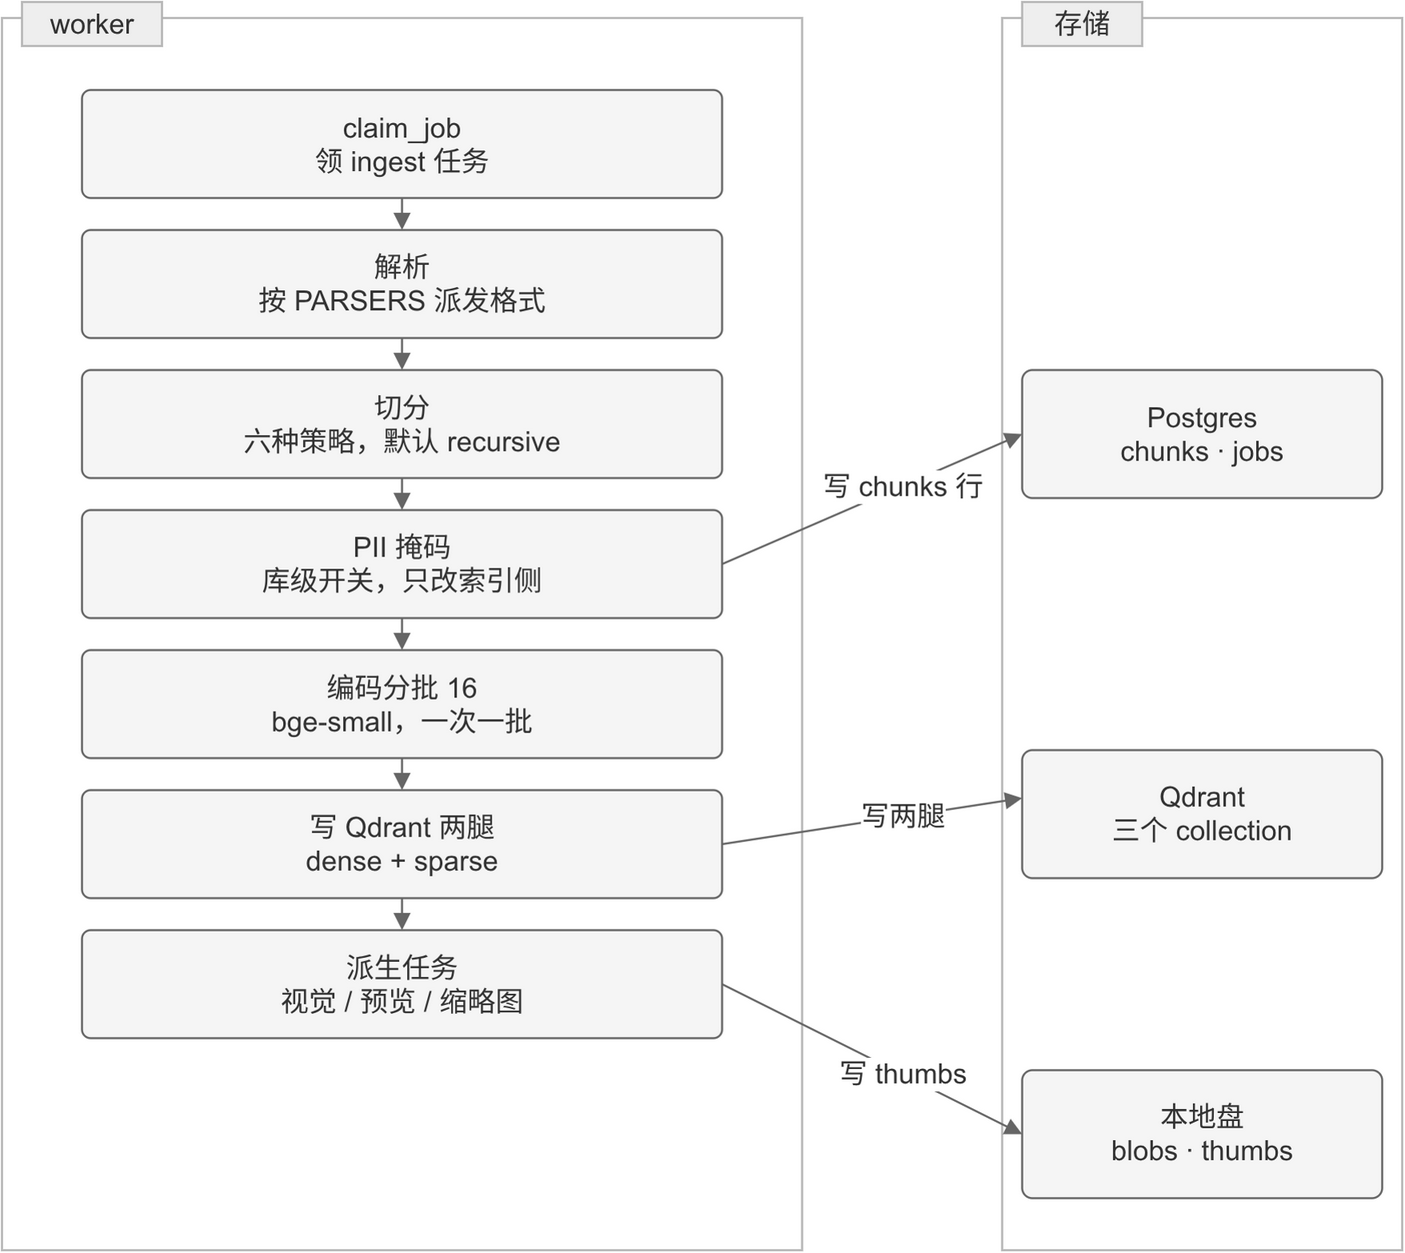 worker
claim_job
领 ingest 任务
解析
按 PARSERS 派发格式
切分
六种策略，默认 recursive
PII 掩码
库级开关，只改索引侧
编码分批 16
bge-small，一次一批
写 Qdrant 两腿
dense + sparse
派生任务
视觉 / 预览 / 缩略图
写 chunks 行
写两腿
写 thumbs
存储
Postgres
chunks · jobs
Qdrant
三个 collection
本地盘
blobs · thumbs